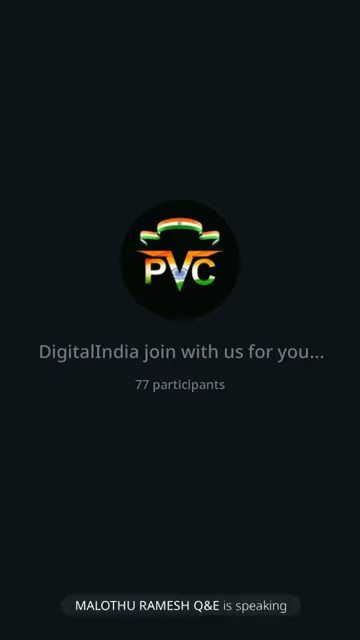 PVC
DigitalIndia join with us for you...
77 participants
MALOTHU RAMESH Q&E is speaking